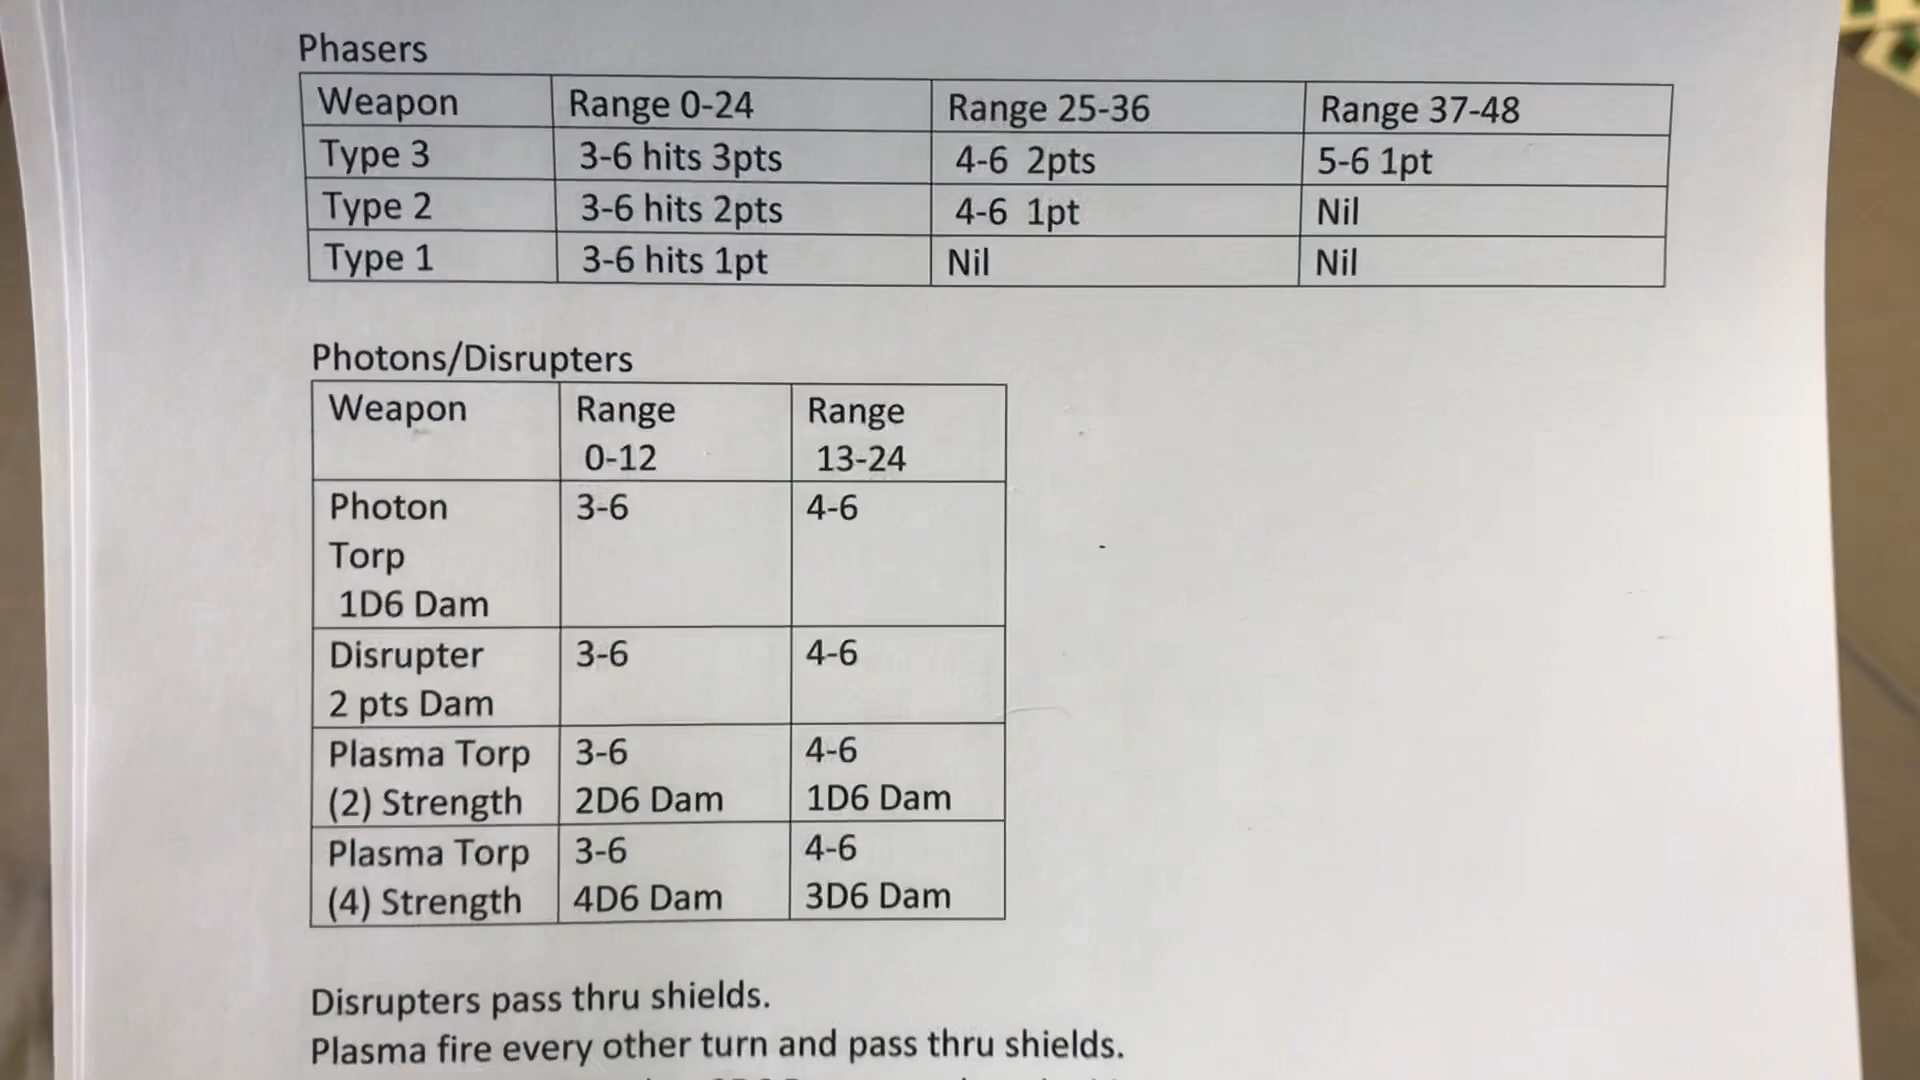 Phasers
Weapon Range 0-24 Range 25-36 Range 37-48
Type 3 3-6 hits 3pts 4-6 2pts 5-6 1pt
Type 2 3-6 hits 2pts 4-6 1pt Nil
Type 1 3-6 hits 1pt Nil Nil
Photons/Disrupters
Weapon Range Range
0-12 13-24
Photon 3-6 4-6
Torp
1D6 Dam
Disrupter 3-6 4-6
2 pts Dam
Plasma Torp 3-6 4-6
(2) Strength 2D6 Dam 1D6 Dam
Plasma Torp 3-6 4-6
(4) Strength 4D6 Dam 3D6 Dam
Disrupters pass thru shields.
Plasma fire every other turn and pass thru shields.